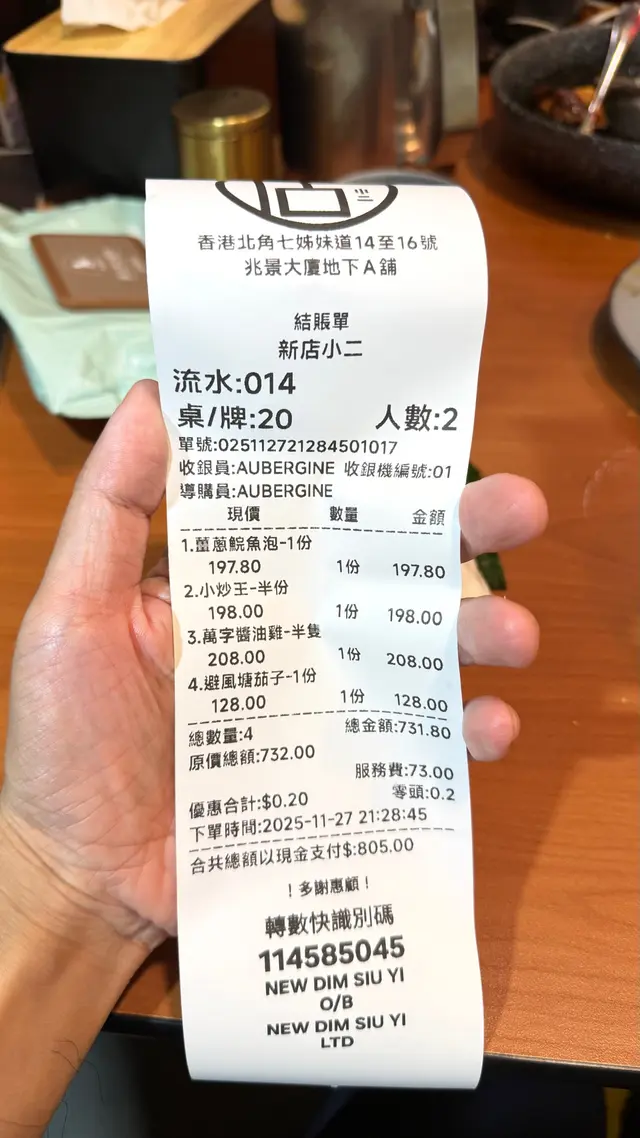 小二
香港北角七姊妹道14至16號
兆景大廈地下A舖
結賬單
新店小二
流水:014
桌/牌:20 人數:2
單號:025112721284501017
收銀員:AUBERGINE 收銀機編號:01
導購員:AUBERGINE
現價 數量 金額
1.薑蔥鯇魚泡-1份
197.80 1份 197.80
2.小炒王-半份
198.00 1份 198.00
3.萬字醬油雞-半隻
208.00 1份 208.00
4.避風塘茄子-1份
128.00 1份 128.00
總數量:4 總金額:731.80
原價總額:732.00
服務費:73.00
優惠合計:$0.20 零頭:0.2
下單時間:2025-11-27 21:28:45
合共總額以現金支付$:805.00
！多謝惠顧！
轉數快識別碼
114585045
NEW DIM SIU YI
O/B
NEW DIM SIU YI
LTD